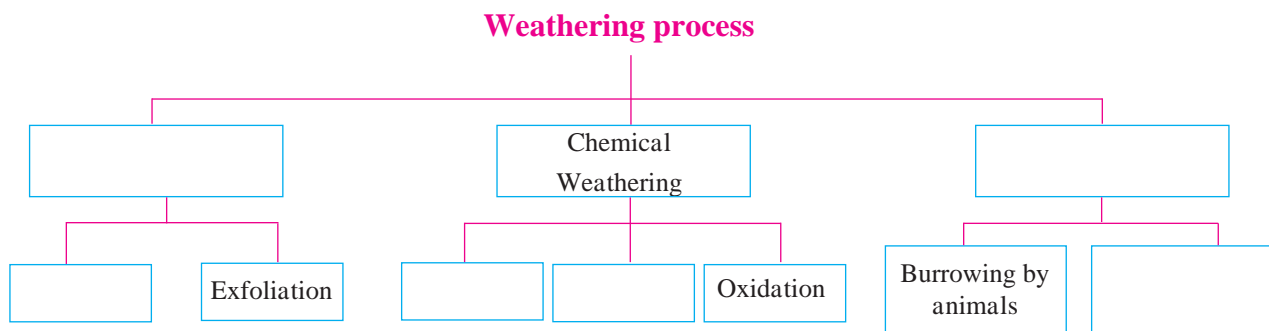 Weathering process
Chemical
Weathering
Exfoliation
Oxidation
Burrowing by
animals